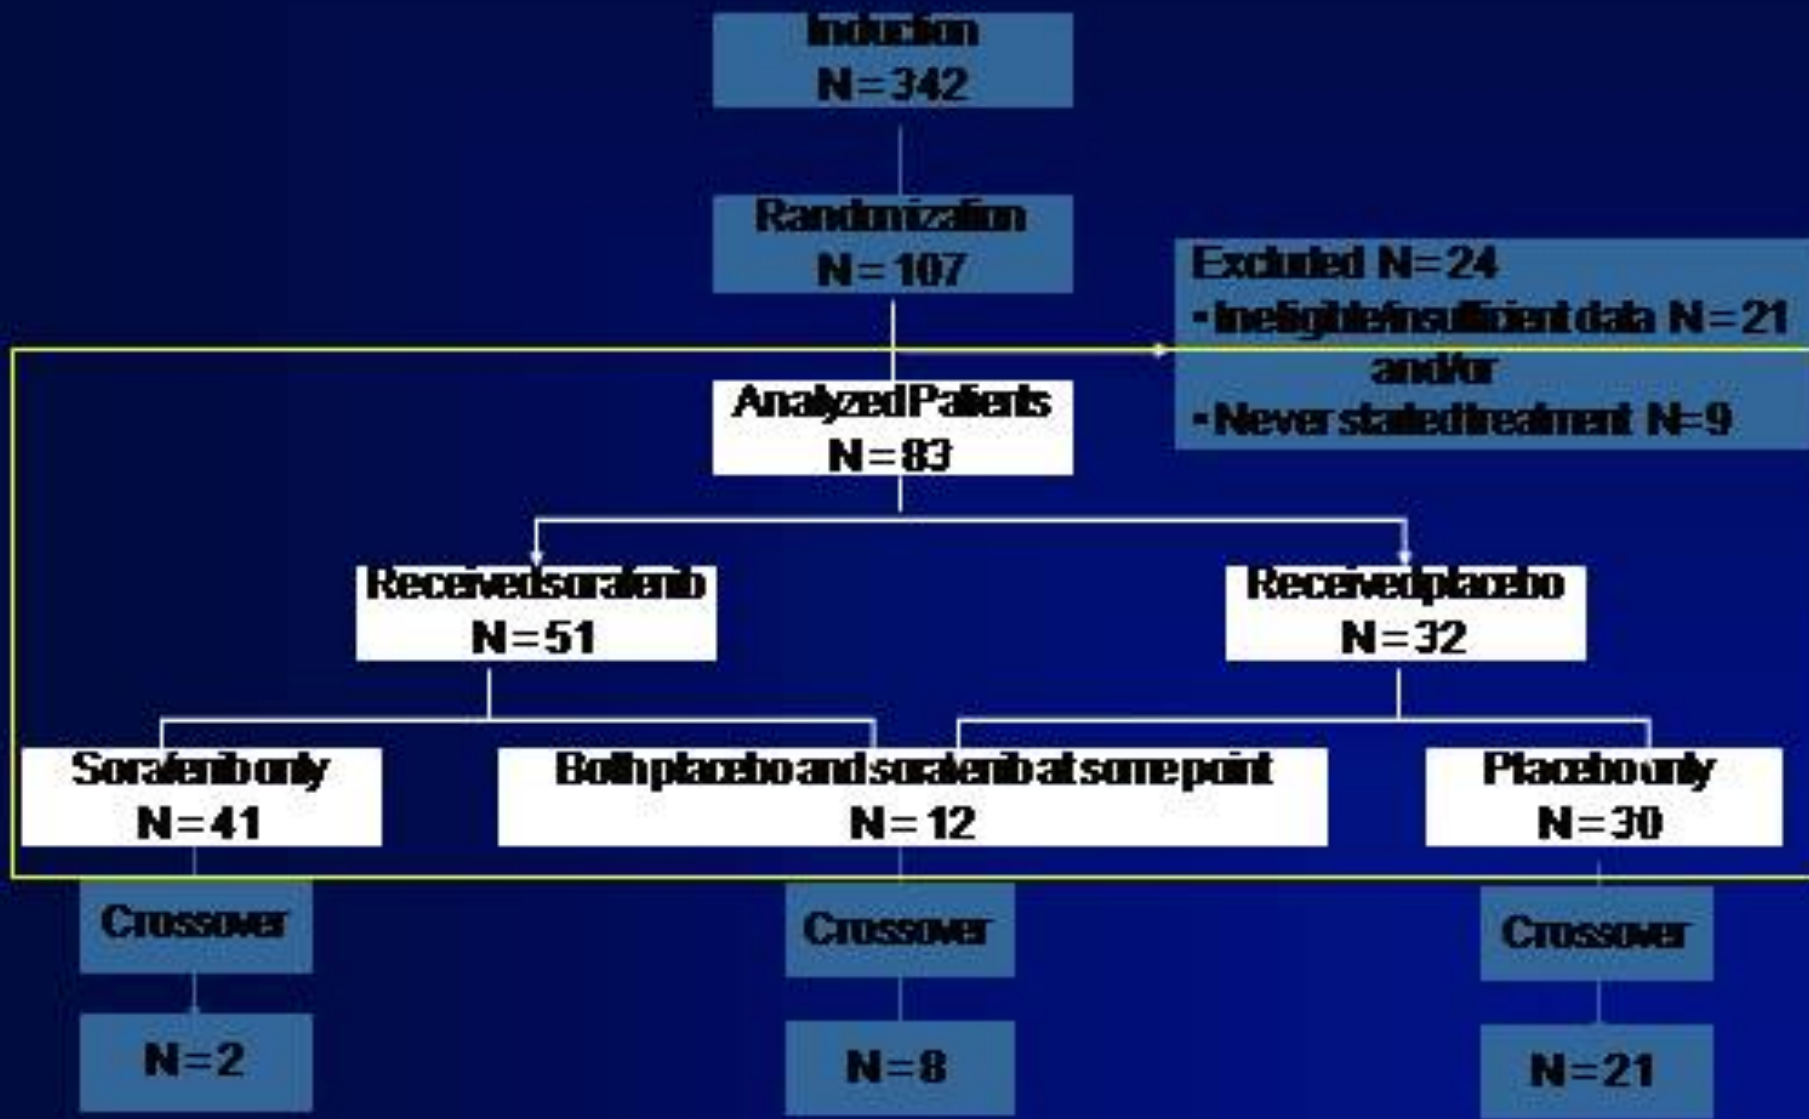 Induction
N=342
Randomization
N=107
Excluded N=24
• Ineligible/insufficient data N=21
and/or
• Never started treatment N=9
Analyzed Patients
N=83
Received sorafenib
N=51
Received placebo
N=32
Sorafenib only
N=41
Both placebo and sorafenib at some point
N=12
Placebo only
N=30
Crossover
Crossover
Crossover
N=2
N=8
N=21